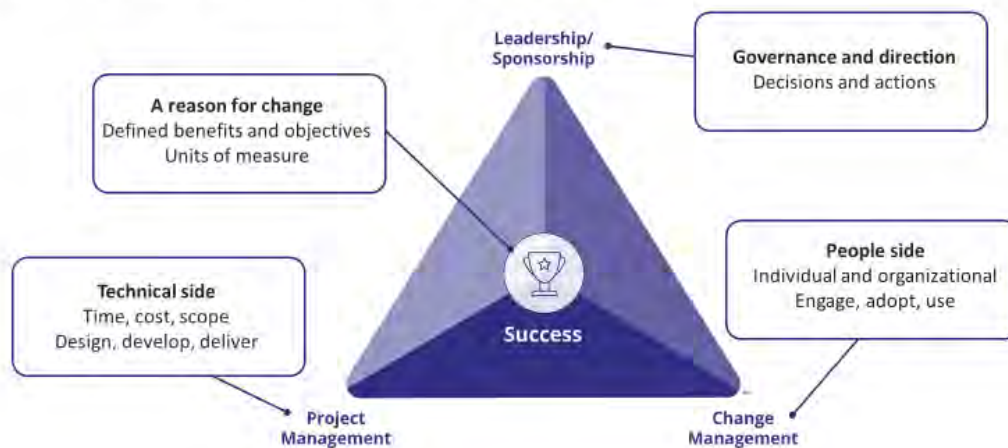 Leadership/
Sponsorship
Governance and direction
Decisions and actions
A reason for change
Defined benefits and objectives
Units of measure
People side
Individual and organizational
Engage, adopt, use
Technical side
Time, cost, scope
Design, develop, deliver
Success
Project
Management
Change
Management